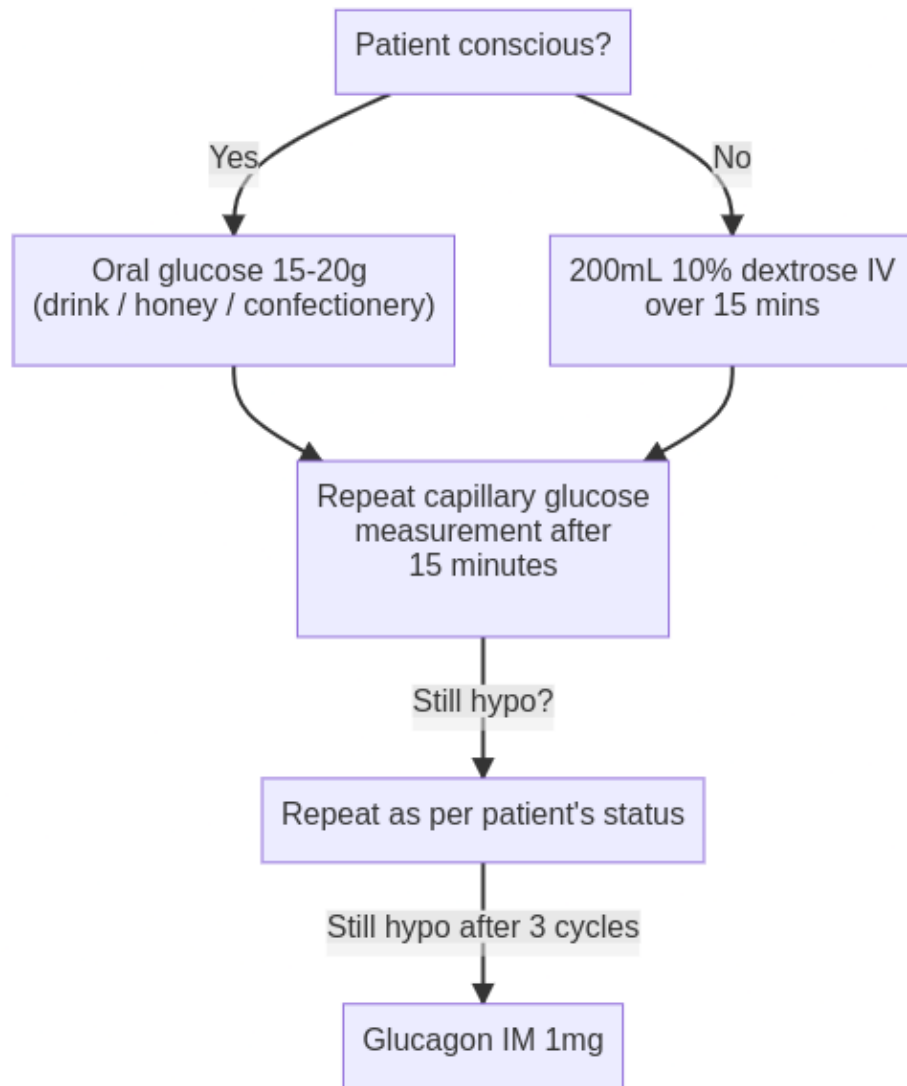 Patient conscious?
Yes
No
Oral glucose 15-20g
(drink / honey / confectionery)
200mL 10% dextrose IV
over 15 mins
Repeat capillary glucose
measurement after
15 minutes
Still hypo?
Repeat as per patient's status
Still hypo after 3 cycles
Glucagon IM 1mg